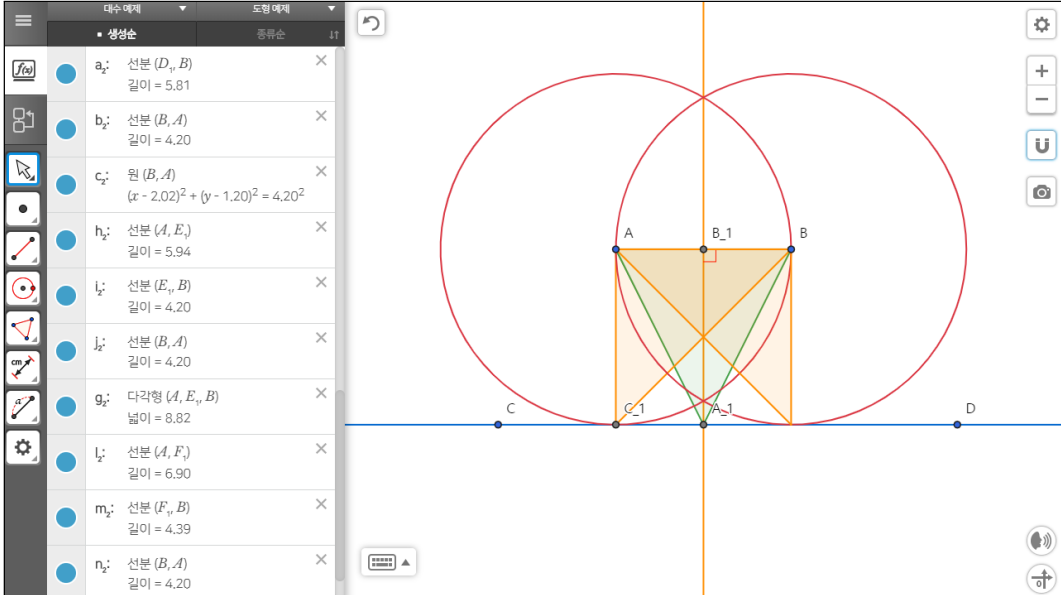 대수 예제 ▼ 도형 예제 ▼
▪ 생성순 종류순 ↓↑
f(x)
a₂: 선분 (D₁, B)
길이 = 5.81
b₂: 선분 (B, A)
길이 = 4.20
c₂: 원 (B, A)
(x - 2.02)² + (y - 1.20)² = 4.20²
h₂: 선분 (A, E₁)
길이 = 5.94
i₂: 선분 (E₁, B)
길이 = 4.20
j₂: 선분 (B, A)
길이 = 4.20
g₂: 다각형 (A, E₁, B)
넓이 = 8.82
l₂: 선분 (A, F₁)
길이 = 6.90
m₂: 선분 (F₁, B)
길이 = 4.39
n₂: 선분 (B, A)
길이 = 4.20
cm
A B_1 B
C C_1 A_1 D